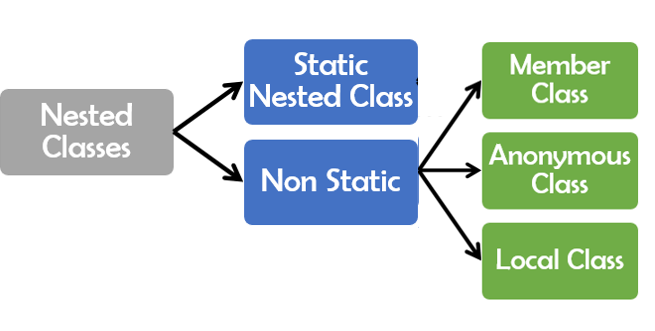 Nested
Classes
Static
Nested Class
Non Static
Member
Class
Anonymous
Class
Local Class